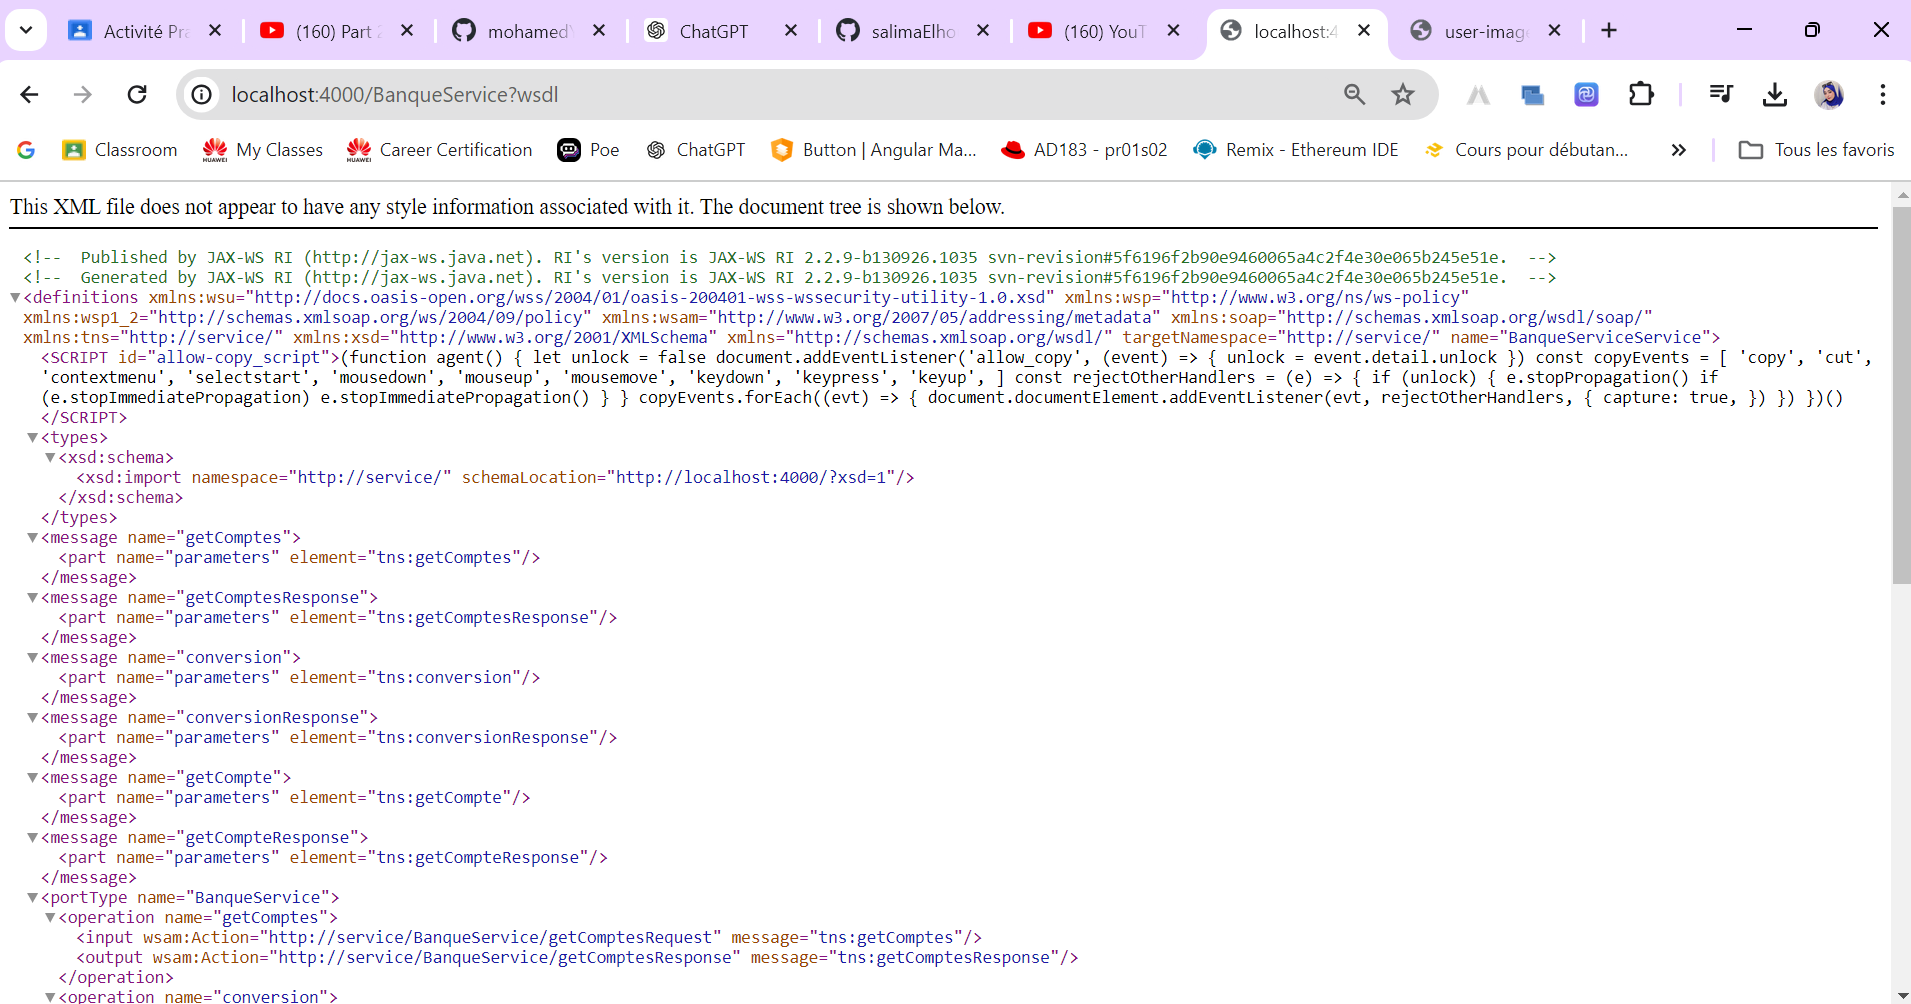 Activité Pra
(160) Part 2
mohamedY
ChatGPT
salimaElho
(160) YouT
localhost:4
user-imag
localhost:4000/BanqueService?wsdl
Classroom
My Classes
Career Certification
Poe
ChatGPT
Button | Angular Ma...
AD183 - pr01s02
Remix - Ethereum IDE
Cours pour débutan...
Tous les favoris
This XML file does not appear to have any style information associated with it. The document tree is shown below.
<!-- Published by JAX-WS RI (http://jax-ws.java.net). RI's version is JAX-WS RI 2.2.9-b130926.1035 svn-revision#5f6196f2b90e9460065a4c2f4e30e065b245e51e. -->
<!-- Generated by JAX-WS RI (http://jax-ws.java.net). RI's version is JAX-WS RI 2.2.9-b130926.1035 svn-revision#5f6196f2b90e9460065a4c2f4e30e065b245e51e. -->
<definitions xmlns:wsu="http://docs.oasis-open.org/wss/2004/01/oasis-200401-wss-wssecurity-utility-1.0.xsd" xmlns:wsp="http://www.w3.org/ns/ws-policy"
xmlns:wsp1_2="http://schemas.xmlsoap.org/ws/2004/09/policy" xmlns:wsam="http://www.w3.org/2007/05/addressing/metadata" xmlns:soap="http://schemas.xmlsoap.org/wsdl/soap/"
xmlns:tns="http://service/" xmlns:xsd="http://www.w3.org/2001/XMLSchema" xmlns="http://schemas.xmlsoap.org/wsdl/" targetNamespace="http://service/" name="BanqueServiceService">
<SCRIPT id="allow-copy_script">(function agent() { let unlock = false document.addEventListener('allow_copy', (event) => { unlock = event.detail.unlock }) const copyEvents = [ 'copy', 'cut',
'contextmenu', 'selectstart', 'mousedown', 'mouseup', 'mousemove', 'keydown', 'keypress', 'keyup', ] const rejectOtherHandlers = (e) => { if (unlock) { e.stopPropagation() if
(e.stopImmediatePropagation) e.stopImmediatePropagation() } } copyEvents.forEach((evt) => { document.documentElement.addEventListener(evt, rejectOtherHandlers, { capture: true, }) }) })()
</SCRIPT>
<types>
<xsd:schema>
<xsd:import namespace="http://service/" schemaLocation="http://localhost:4000/?xsd=1"/>
</xsd:schema>
</types>
<message name="getComptes">
<part name="parameters" element="tns:getComptes"/>
</message>
<message name="getComptesResponse">
<part name="parameters" element="tns:getComptesResponse"/>
</message>
<message name="conversion">
<part name="parameters" element="tns:conversion"/>
</message>
<message name="conversionResponse">
<part name="parameters" element="tns:conversionResponse"/>
</message>
<message name="getCompte">
<part name="parameters" element="tns:getCompte"/>
</message>
<message name="getCompteResponse">
<part name="parameters" element="tns:getCompteResponse"/>
</message>
<portType name="BanqueService">
<operation name="getComptes">
<input wsam:Action="http://service/BanqueService/getComptesRequest" message="tns:getComptes"/>
<output wsam:Action="http://service/BanqueService/getComptesResponse" message="tns:getComptesResponse"/>
</operation>
<operation name="conversion">